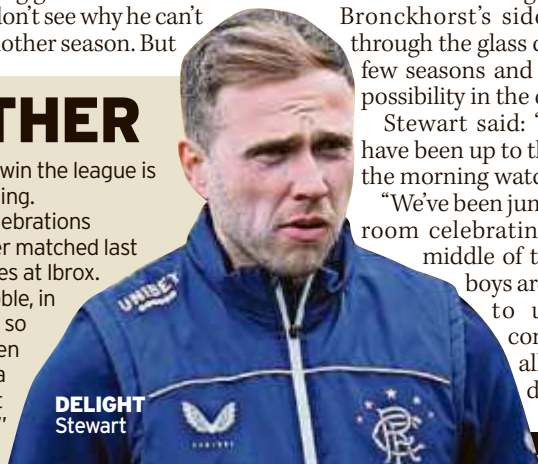 don't see why he can't
other season. But
THER
win the league is
ing.
ebrations
er matched last
es at Ibrox.
ble, in
so
en
a
t
"
DELIGHT
Stewart
UNIBET
CASTORE
Bronckhorst's side
through the glass c
few seasons and
possibility in the
Stewart said: "
have been up to th
the morning watc
"We've been jum
room celebratin
middle of t
boys ar
to u
con
all
d